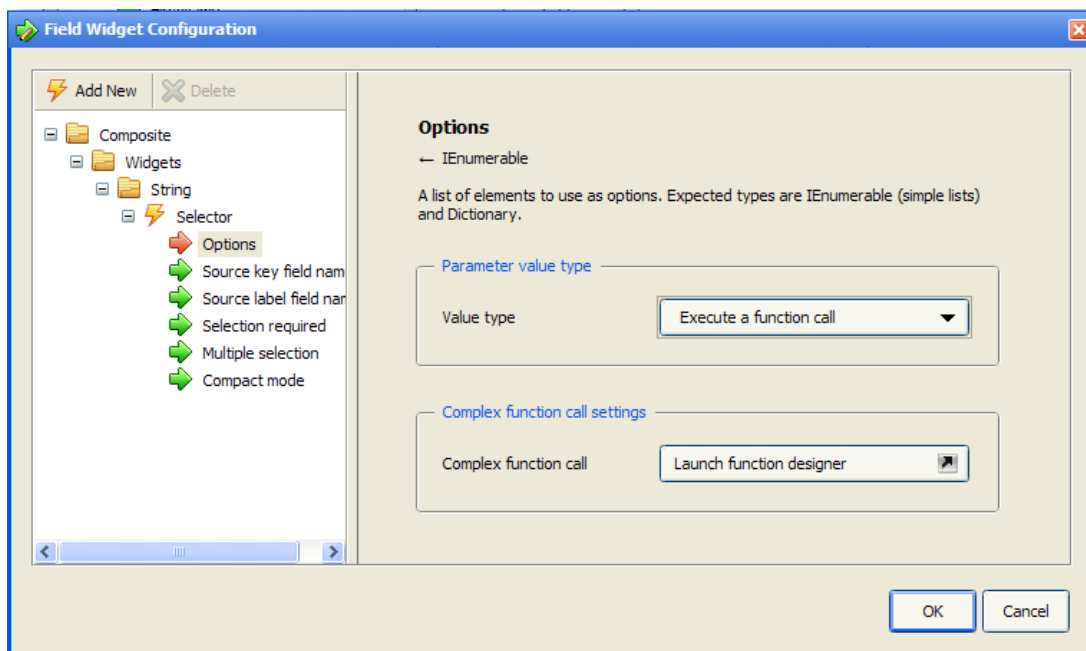 Field Widget Configuration
Add New
Delete
Composite
Widgets
String
Selector
Options
Source key field nam
Source label field nar
Selection required
Multiple selection
Compact mode
Options
← IEnumerable
A list of elements to use as options. Expected types are IEnumerable (simple lists)
and Dictionary.
Parameter value type
Value type
Execute a function call
Complex function call settings
Complex function call
Launch function designer
OK
Cancel